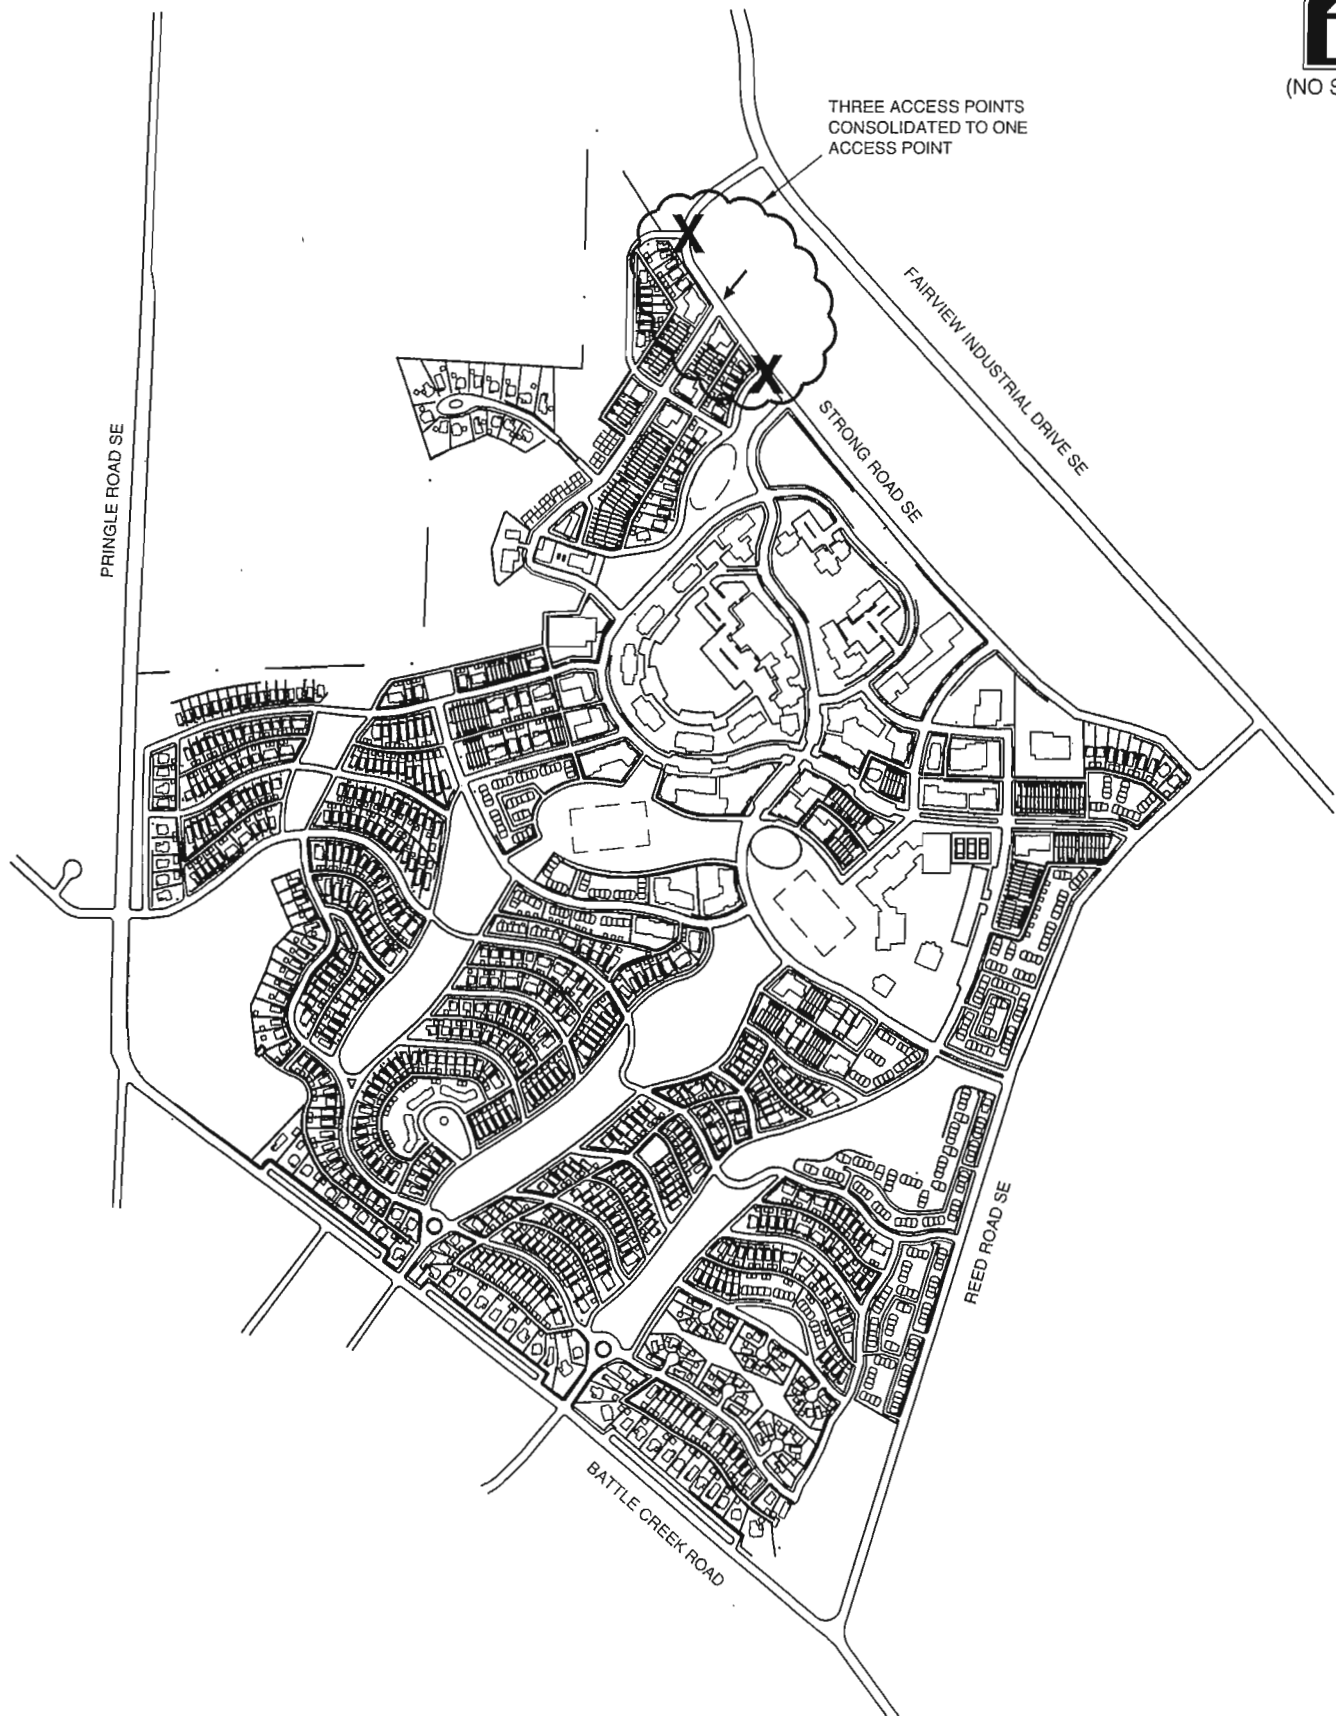 (NO
THREE ACCESS POINTS
CONSOLIDATED TO ONE
ACCESS POINT
X
FAIRVIEW INDUSTRIAL DRIVE SE
X
STRONG ROAD SE
PRINGLE ROAD SE
REED ROAD SE
BATTLE CREEK ROAD